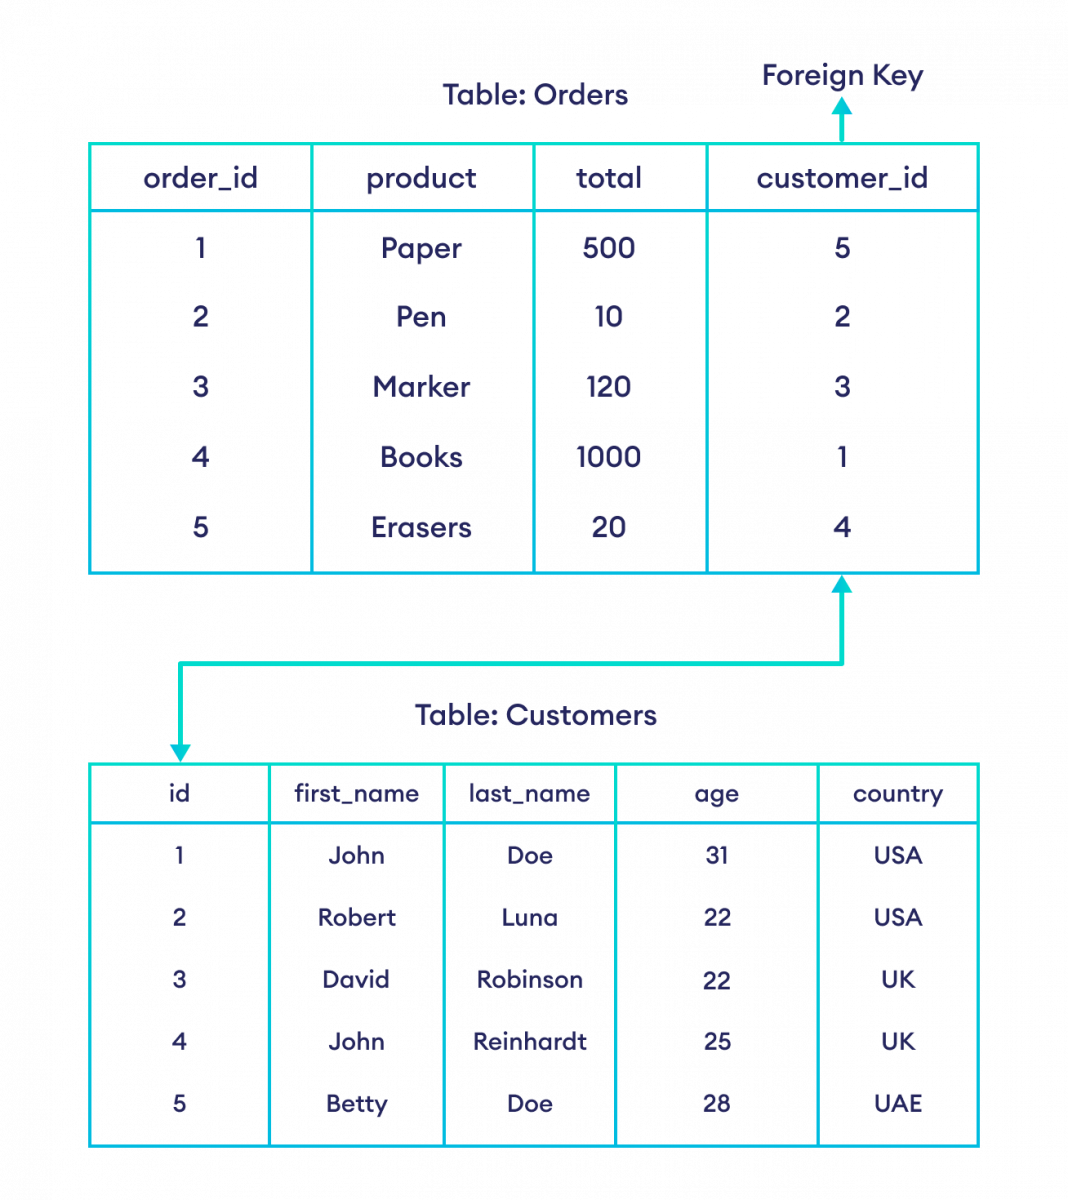 Foreign Key
Table: Orders
order_id product total customer_id
1 Paper 500 5
2 Pen 10 2
3 Marker 120 3
4 Books 1000 1
5 Erasers 20 4
Table: Customers
id first_name last_name age country
1 John Doe 31 USA
2 Robert Luna 22 USA
3 David Robinson 22 UK
4 John Reinhardt 25 UK
5 Betty Doe 28 UAE